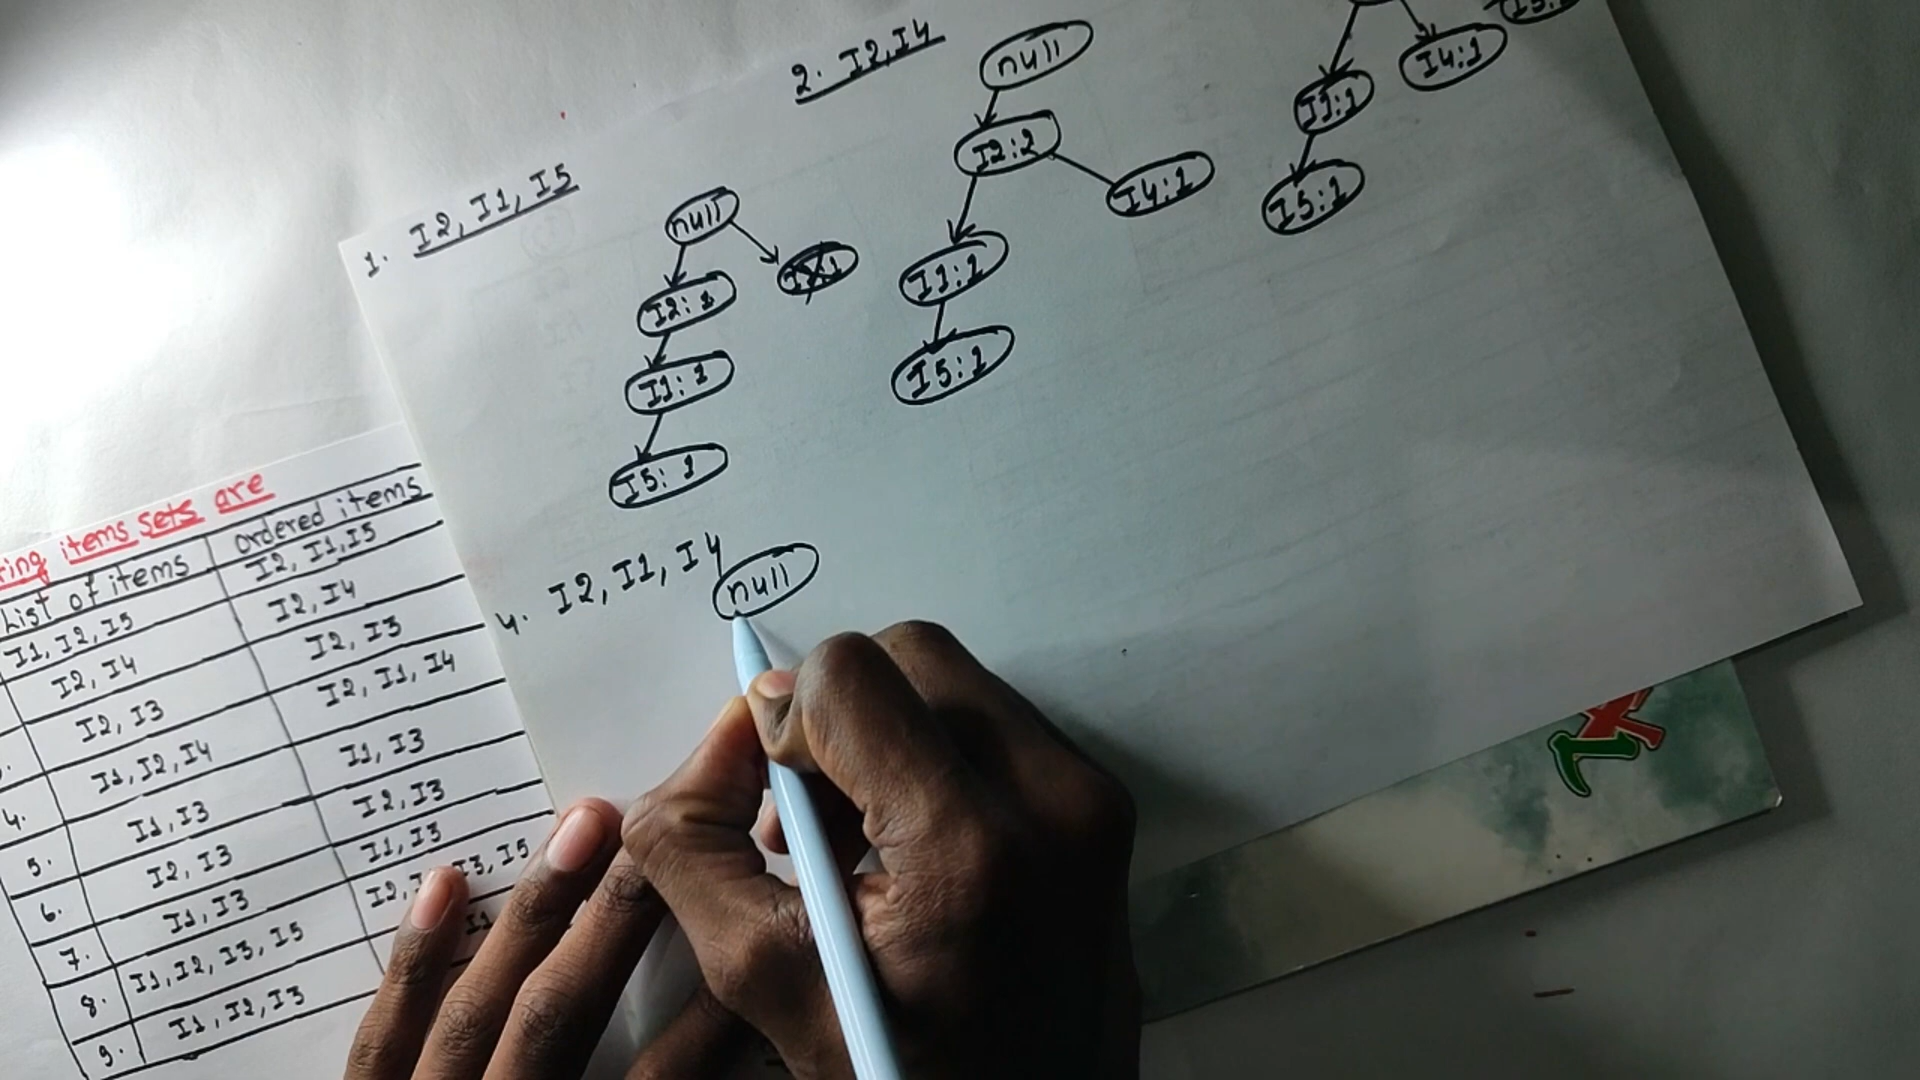 2. I2,I4
null
I2:2
I4:1
I1:1
I5:1
I1:1
I4:1
I5:1
1. I2, I1, I5
null
I2: 1
I1: 1
I5: 1
4. I2, I1, I4
null
items sets are
List of items ordered items
I1, I2, I5 I2, I1, I5
I2, I4 I2, I4
I2, I3 I2, I3
4. I1, I2, I4 I2, I1, I4
5. I1, I3 I1, I3
6. I2, I3 I2, I3
7. I1, I3 I1, I3
8. I1, I2, I3, I5 I3, I5
9. I1, I2, I3 I1